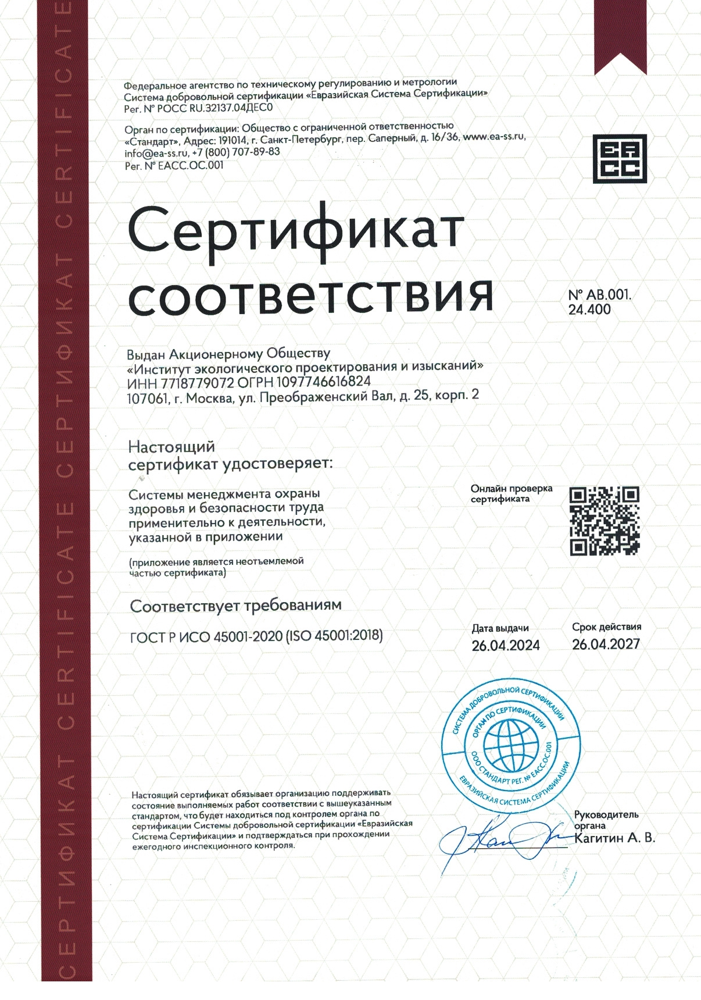 Федеральное агентство по техническому регулированию и метрологии
Система добровольной сертификации «Евразийская Система Сертификации»
Рег. № РОСС RU.32137.04ДЕС0
Орган по сертификации: Общество с ограниченной ответственностью
«Стандарт», Адрес: 191014, г. Санкт-Петербург, пер. Саперный, д. 16/36, www.ea-ss.ru,
info@ea-ss.ru, +7 (800) 707-89-83
Рег. № ЕАСС.ОС.001
ЕА
СС
Сертификат
соответствия
№ АВ.001.
24.400
Выдан Акционерному Обществу
«Институт экологического проектирования и изысканий»
ИНН 7718779072 ОГРН 1097746616824
107061, г. Москва, ул. Преображенский Вал, д. 25, корп. 2
Настоящий
сертификат удостоверяет:
Системы менеджмента охраны
здоровья и безопасности труда
применительно к деятельности,
указанной в приложении
(приложение является неотъемлемой
частью сертификата)
Онлайн проверка
сертификата
Соответствует требованиям
ГОСТ Р ИСО 45001-2020 (ISO 45001:2018)
Дата выдачи
26.04.2024
Срок действия
26.04.2027
СИСТЕМА ДОБРОВОЛЬНОЙ СЕРТИФИКАЦИИ
ЕВРАЗИЙСКАЯ СИСТЕМА СЕРТИФИКАЦИИ
ОРГАН ПО СЕРТИФИКАЦИИ
ООО СТАНДАРТ РЕГ. № ЕАСС.ОС.001
Настоящий сертификат обязывает организацию поддерживать
состояние выполняемых работ соответствии с вышеуказанным
стандартом, что будет находиться под контролем органа по
сертификации Системы добровольной сертификации «Евразийская
Система Сертификации» и подтверждаться при прохождении
ежегодного инспекционного контроля.
Руководитель
органа
Кагитин А. В.
СЕРТИФИКАТ CERTIFICATE СЕРТИФИКАТ CERTIFICATE